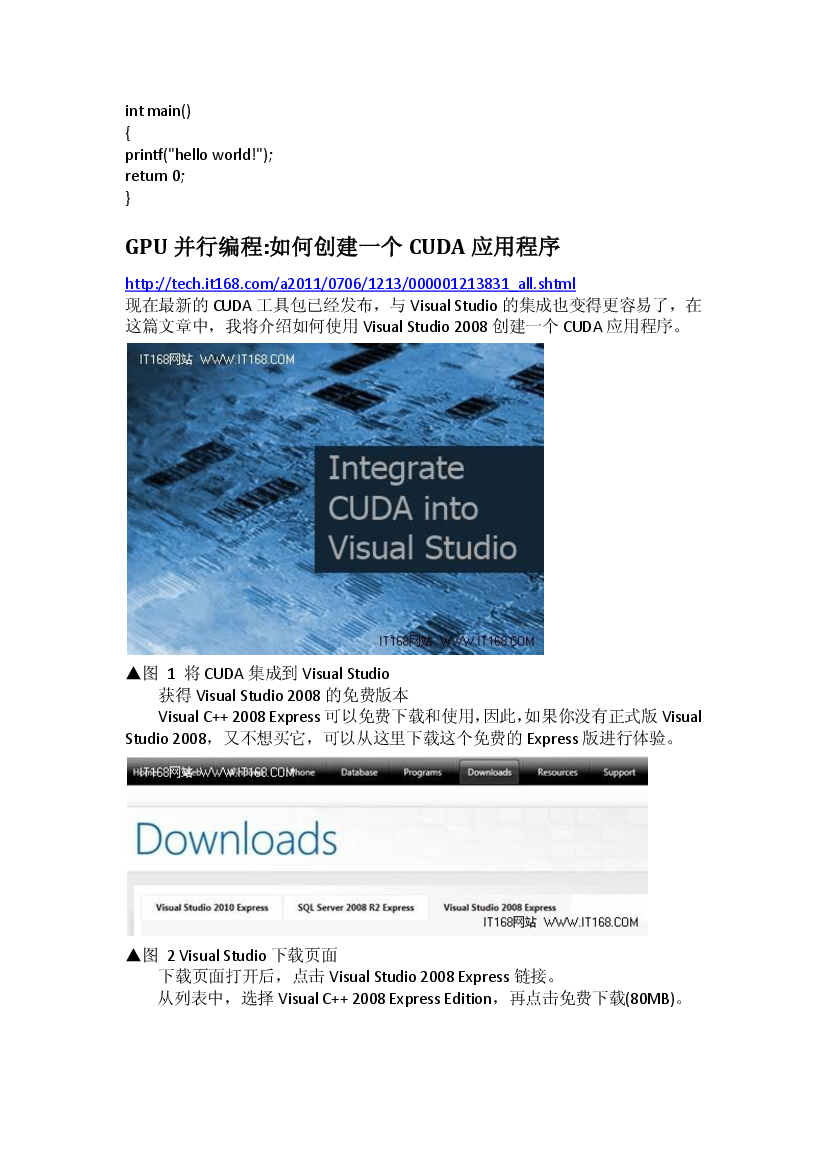 int main()
{
printf("hello world!");
return 0;
}
GPU 并行编程:如何创建一个 CUDA 应用程序
http://tech.it168.com/a2011/0706/1213/000001213831_all.shtml
现在最新的 CUDA 工具包已经发布，与 Visual Studio 的集成也变得更容易了，在
这篇文章中，我将介绍如何使用 Visual Studio 2008 创建一个 CUDA 应用程序。
IT168网站 WWW.IT168.COM
Integrate
CUDA into
Visual Studio
IT168网站 WWW.IT168.COM
▲图 1 将 CUDA 集成到 Visual Studio
获得 Visual Studio 2008 的免费版本
Visual C++ 2008 Express 可以免费下载和使用，因此，如果你没有正式版 Visual
Studio 2008，又不想买它，可以从这里下载这个免费的 Express 版进行体验。
IT168网站 WWW.IT168.COM Phone Database Programs Downloads Resources Support
Downloads
Visual Studio 2010 Express SQL Server 2008 R2 Express Visual Studio 2008 Express
IT168网站 WWW.IT168.COM
▲图 2 Visual Studio 下载页面
下载页面打开后，点击 Visual Studio 2008 Express 链接。
从列表中，选择 Visual C++ 2008 Express Edition，再点击免费下载(80MB)。